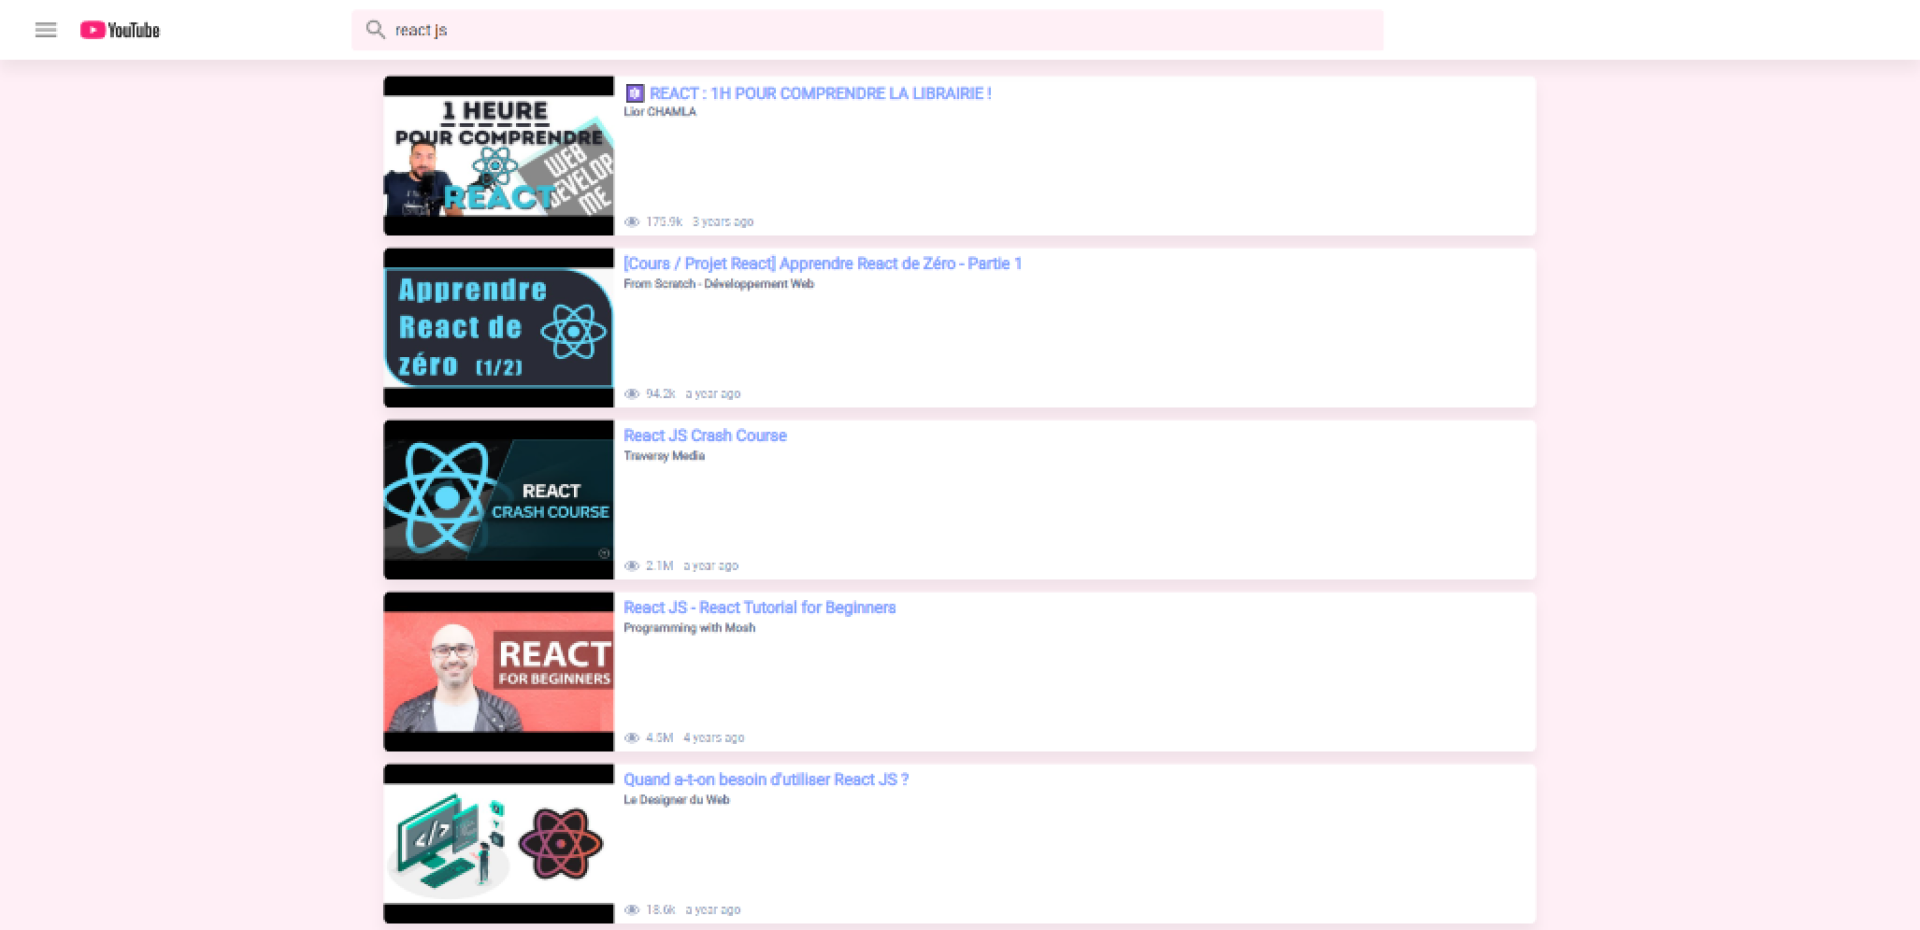 YouTube
react js
REACT : 1H POUR COMPRENDRE LA LIBRAIRIE !
Lior CHAMLA
1 HEURE
POUR COMPRENDRE
WEB
DEVELOP
ME
REACT
175.9k 3 years ago
[Cours / Projet React] Apprendre React de Zéro - Partie 1
From Scratch - Développement Web
Apprendre
React de
zéro (1/2)
94.2k a year ago
React JS Crash Course
Traversy Media
REACT
CRASH COURSE
2.1M a year ago
React JS - React Tutorial for Beginners
Programming with Mosh
REACT
FOR BEGINNERS
4.5M 4 years ago
Quand a-t-on besoin d'utiliser React JS ?
Le Designer du Web
</>
18.6k a year ago